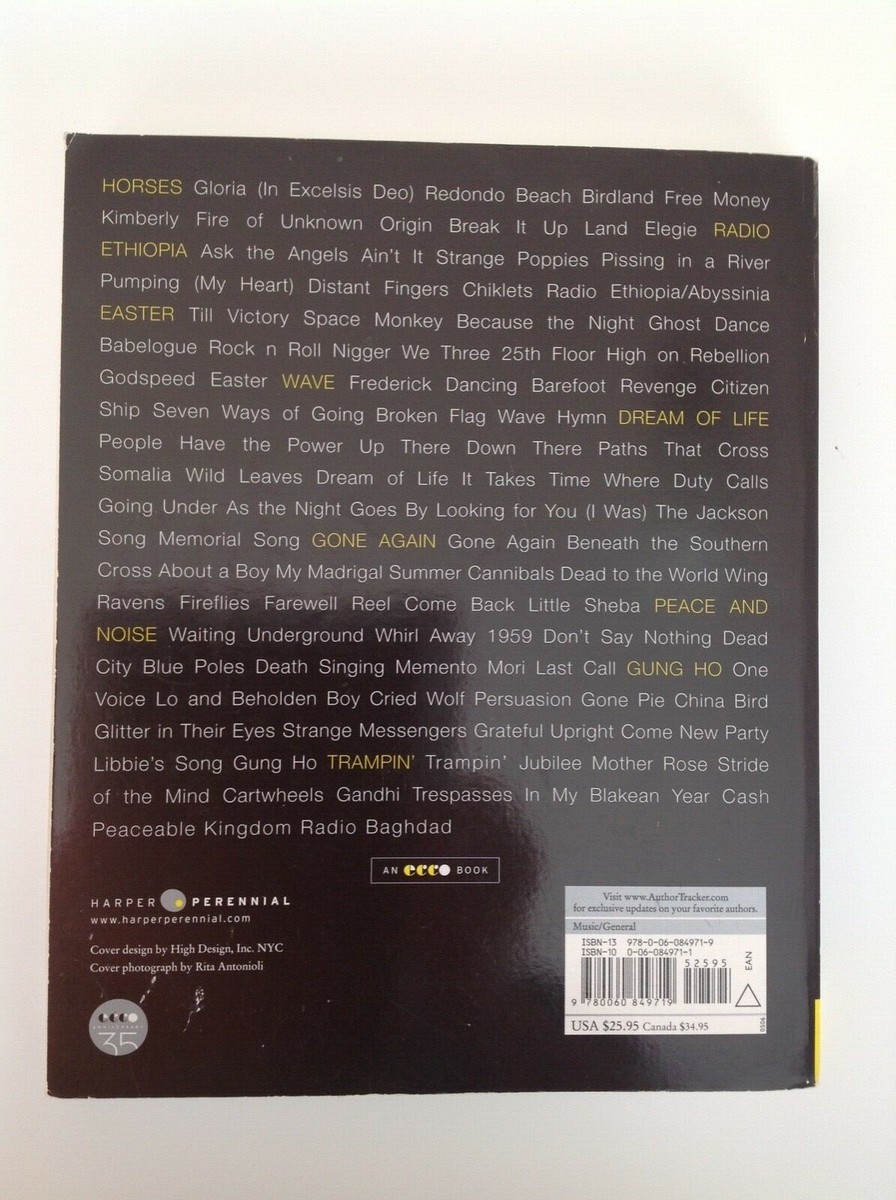 HORSES Gloria (In Excelsis Deo) Redondo Beach Birdland Free Money
Kimberly Fire of Unknown Origin Break It Up Land Elegie RADIO
ETHIOPIA Ask the Angels Ain't It Strange Poppies Pissing in a River
Pumping (My Heart) Distant Fingers Chiklets Radio Ethiopia/Abyssinia
EASTER Till Victory Space Monkey Because the Night Ghost Dance
Babelogue Rock n Roll Nigger We Three 25th Floor High on Rebellion
Godspeed Easter WAVE Frederick Dancing Barefoot Revenge Citizen
Ship Seven Ways of Going Broken Flag Wave Hymn DREAM OF LIFE
People Have the Power Up There Down There Paths That Cross
Somalia Wild Leaves Dream of Life It Takes Time Where Duty Calls
Going Under As the Night Goes By Looking for You (I Was) The Jackson
Song Memorial Song GONE AGAIN Gone Again Beneath the Southern
Cross About a Boy My Madrigal Summer Cannibals Dead to the World Wing
Ravens Fireflies Farewell Reel Come Back Little Sheba PEACE AND
NOISE Waiting Underground Whirl Away 1959 Don't Say Nothing Dead
City Blue Poles Death Singing Memento Mori Last Call GUNG HO One
Voice Lo and Beholden Boy Cried Wolf Persuasion Gone Pie China Bird
Glitter in Their Eyes Strange Messengers Grateful Upright Come New Party
Libbie's Song Gung Ho TRAMPIN' Trampin' Jubilee Mother Rose Stride
of the Mind Cartwheels Gandhi Trespasses In My Blakean Year Cash
Peaceable Kingdom Radio Baghdad
AN ecco BOOK
HARPER PERENNIAL
www.harperperennial.com
Cover design by High Design, Inc. NYC
Cover photograph by Rita Antonioli
ecco
ANNIVERSARY
35
Visit www.AuthorTracker.com
for exclusive updates on your favorite authors.
Music/General
ISBN-13 978-0-06-084971-9
ISBN-10 0-06-084971-1
52595
EAN
9 780060 849719
USA $25.95 Canada $34.95
0106